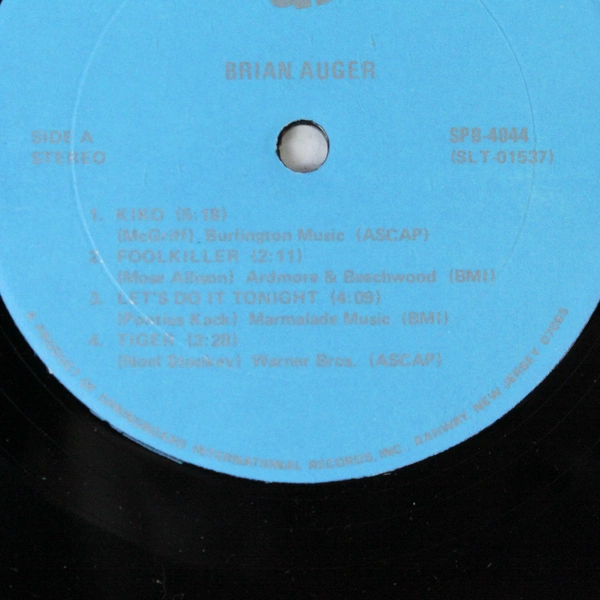 BRIAN AUGER
SIDE A
STEREO
SPB-4044
(SLT-01537)
1. KIKO (5:18)
(McGriff) Burlington Music (ASCAP)
2. FOOLKILLER (2:11)
(Mose Allison) Ardmore & Beechwood (BMI)
3. LET'S DO IT TONIGHT (4:09)
Marmalade Music (BMI)
4. TIGER (2:28)
Warner Bros. (ASCAP)
INTERNATIONAL RECORDS INC. RAHWAY, NEW JERSEY 07065